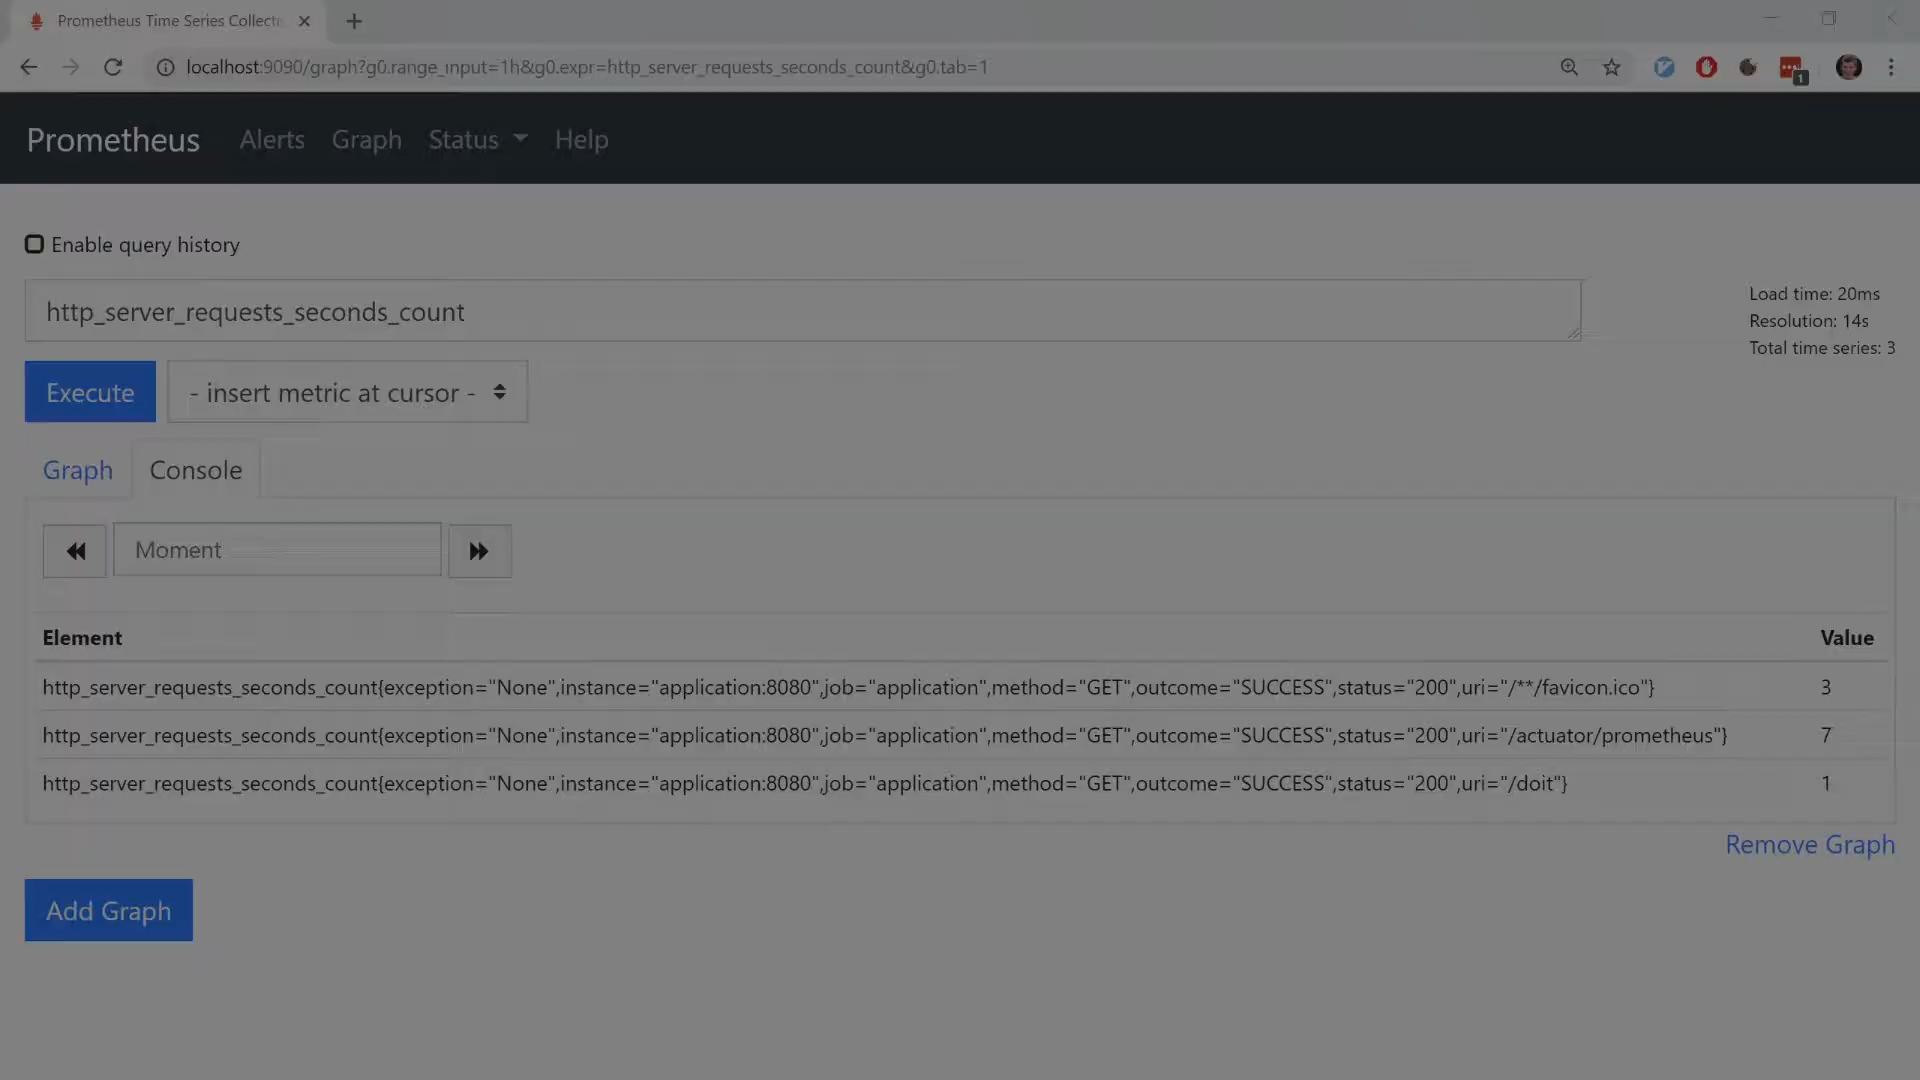 Prometheus Time Series Collecti
localhost:9090/graph?g0.range_input=1h&g0.expr=http_server_requests_seconds_count&g0.tab=1
1
Prometheus Alerts Graph Status Help
Enable query history
http_server_requests_seconds_count
Load time: 20ms
Resolution: 14s
Total time series: 3
Execute
- insert metric at cursor -
Graph Console
Moment
Element Value
http_server_requests_seconds_count{exception="None",instance="application:8080",job="application",method="GET",outcome="SUCCESS",status="200",uri="/**/favicon.ico"} 3
http_server_requests_seconds_count{exception="None",instance="application:8080",job="application",method="GET",outcome="SUCCESS",status="200",uri="/actuator/prometheus"} 7
http_server_requests_seconds_count{exception="None",instance="application:8080",job="application",method="GET",outcome="SUCCESS",status="200",uri="/doit"} 1
Remove Graph
Add Graph